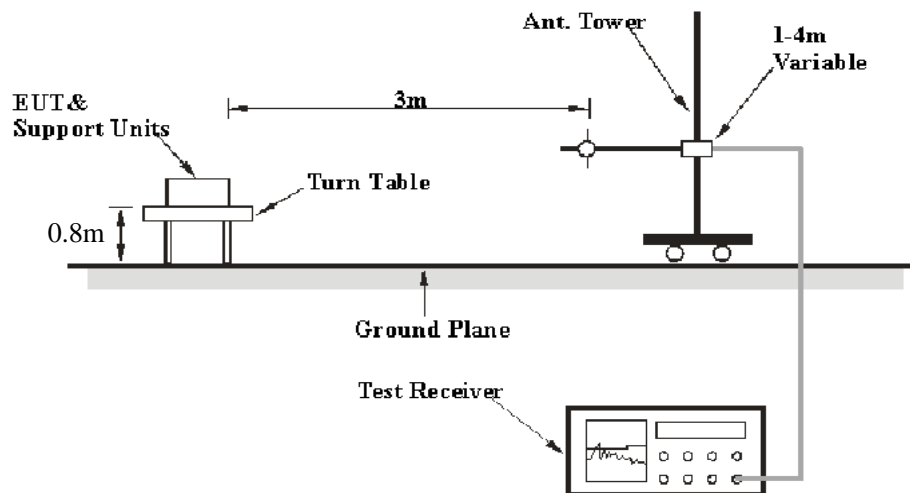 Ant. Tower
1-4m
Variable
3m
EUT&
Support Units
Turn Table
0.8m
Ground Plane
Test Receiver